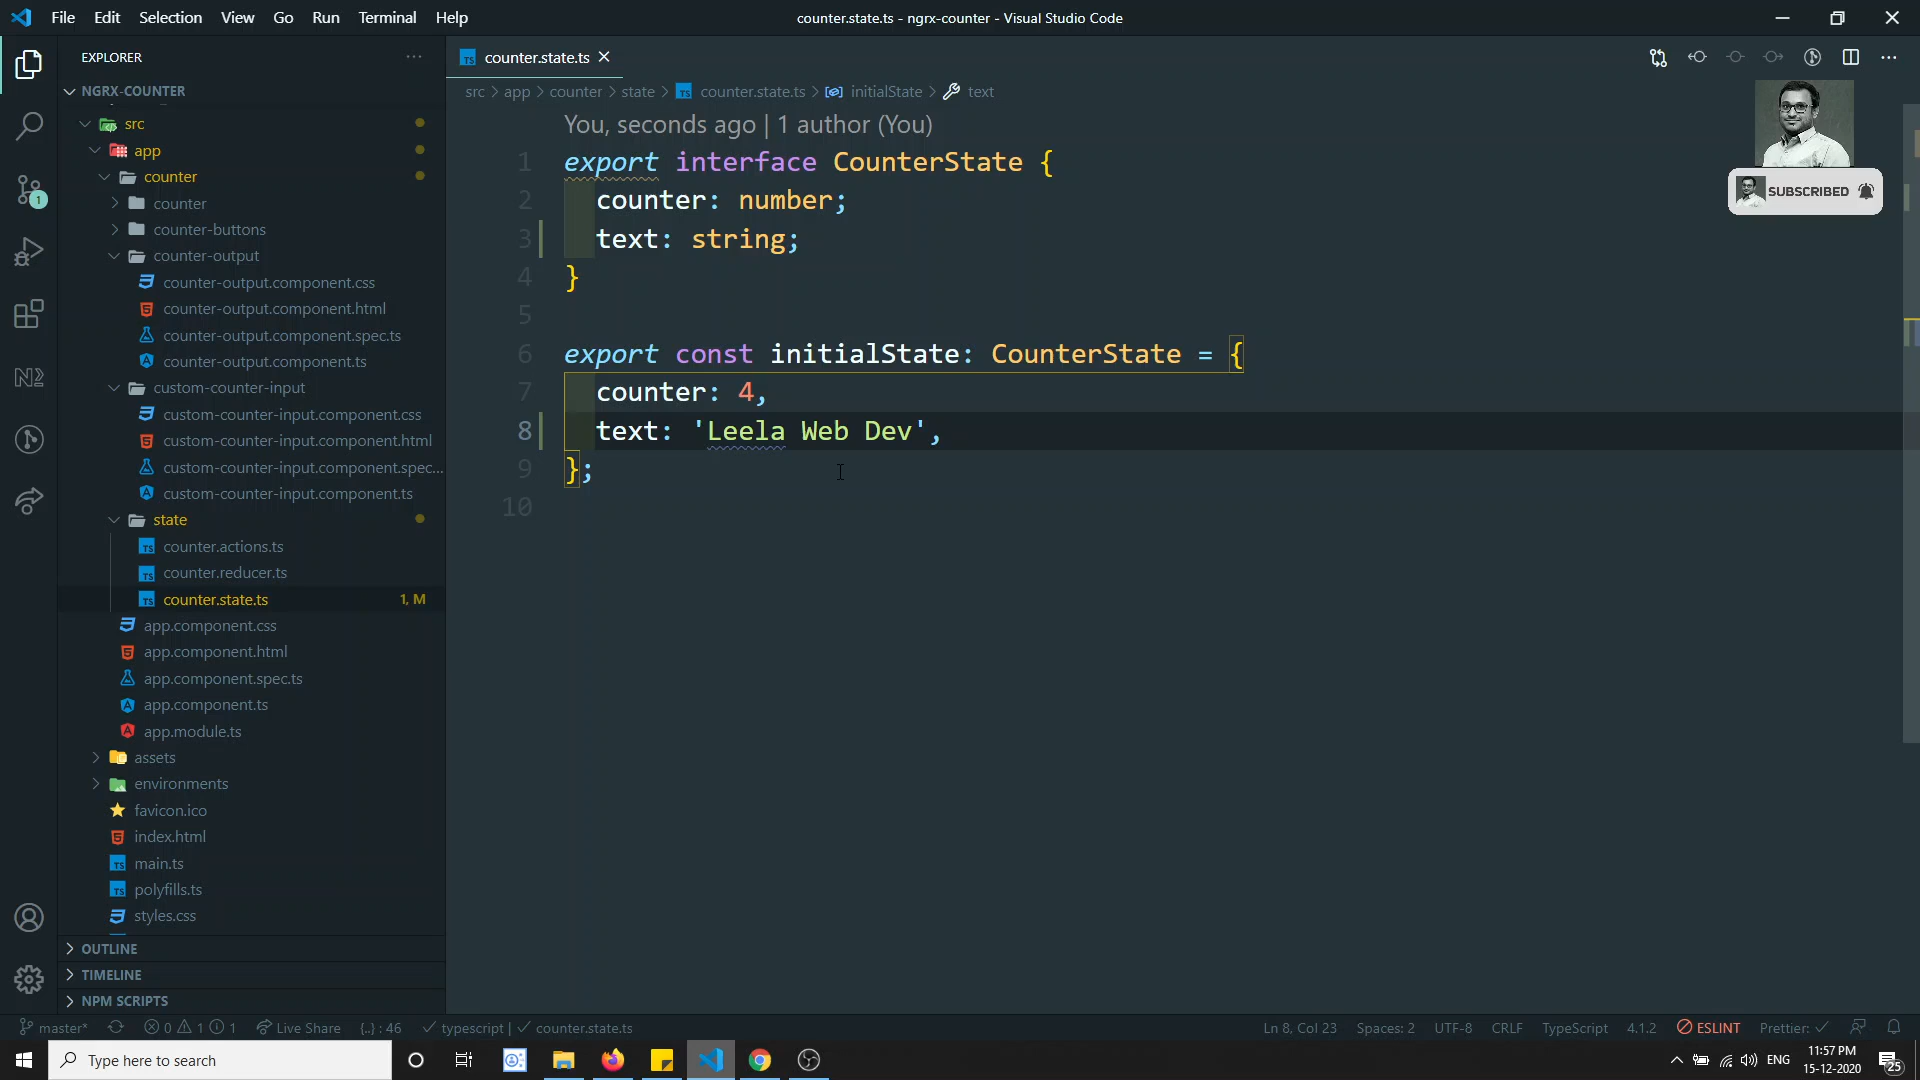 File Edit Selection View Go Run Terminal Help
counter.state.ts - ngrx-counter - Visual Studio Code
EXPLORER
NGRX-COUNTER
src
app
counter
counter
counter-buttons
counter-output
counter-output.component.css
counter-output.component.html
counter-output.component.spec.ts
counter-output.component.ts
custom-counter-input
custom-counter-input.component.css
custom-counter-input.component.html
custom-counter-input.component.spec...
custom-counter-input.component.ts
state
counter.actions.ts
counter.reducer.ts
counter.state.ts 1, M
app.component.css
app.component.html
app.component.spec.ts
app.component.ts
app.module.ts
assets
environments
favicon.ico
index.html
main.ts
polyfills.ts
styles.css
OUTLINE
TIMELINE
NPM SCRIPTS
counter.state.ts
src > app > counter > state > counter.state.ts > initialState > text
You, seconds ago | 1 author (You)
1 export interface CounterState {
2 counter: number;
3 text: string;
4 }
5
6 export const initialState: CounterState = {
7 counter: 4,
8 text: 'Leela Web Dev',
9 };
10
SUBSCRIBED
master* 0 1 1 Live Share {..} : 46 typescript | counter.state.ts
Ln 8, Col 23 Spaces: 2 UTF-8 CRLF TypeScript 4.1.2 ESLINT Prettier:
Type here to search
ENG
11:57 PM
15-12-2020
25